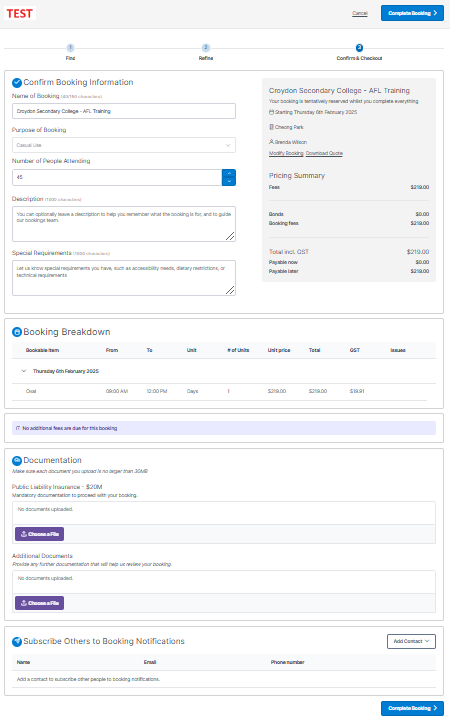 TEST
Cancel
Complete Booking
1
2
3
Find
Refine
Confirm & Checkout
Confirm Booking Information
Name of Booking (40/150 characters)
Croydon Secondary College - AFL Training
Purpose of Booking
Casual Use
Number of People Attending
45
Description (1000 characters)
You can optionally leave a description to help you remember what the booking is for, and to guide
our bookings team.
Special Requirements (1000 characters)
Let us know special requirements you have, such as accessibility needs, dietary restrictions, or
technical requirements
Croydon Secondary College - AFL Training
Your booking is tentatively reserved whilst you complete everything
Starting Thursday 6th February 2025
Cheong Park
Brenda Wilson
Modify Booking Download Quote
Pricing Summary
Fees $219.00
Bonds $0.00
Booking fees $219.00
Total incl. GST $219.00
Payable now $0.00
Payable later $219.00
Booking Breakdown
Bookable Item From To Unit # of Units Unit price Total GST Issues
Thursday 6th February 2025
Oval 08:00 AM 12:00 PM Days 1 $219.00 $219.00 $19.91
No additional fees are due for this booking
Documentation
Make sure each document you upload is no larger than 30MB
Public Liability Insurance - $20M
Mandatory documentation to proceed with your booking.
No documents uploaded.
Choose a File
Additional Documents
Provide any further documentation that will help us review your booking.
No documents uploaded.
Choose a File
Subscribe Others to Booking Notifications
Add Contact
Name Email Phone number
Add a contact to subscribe other people to booking notifications.
Complete Booking